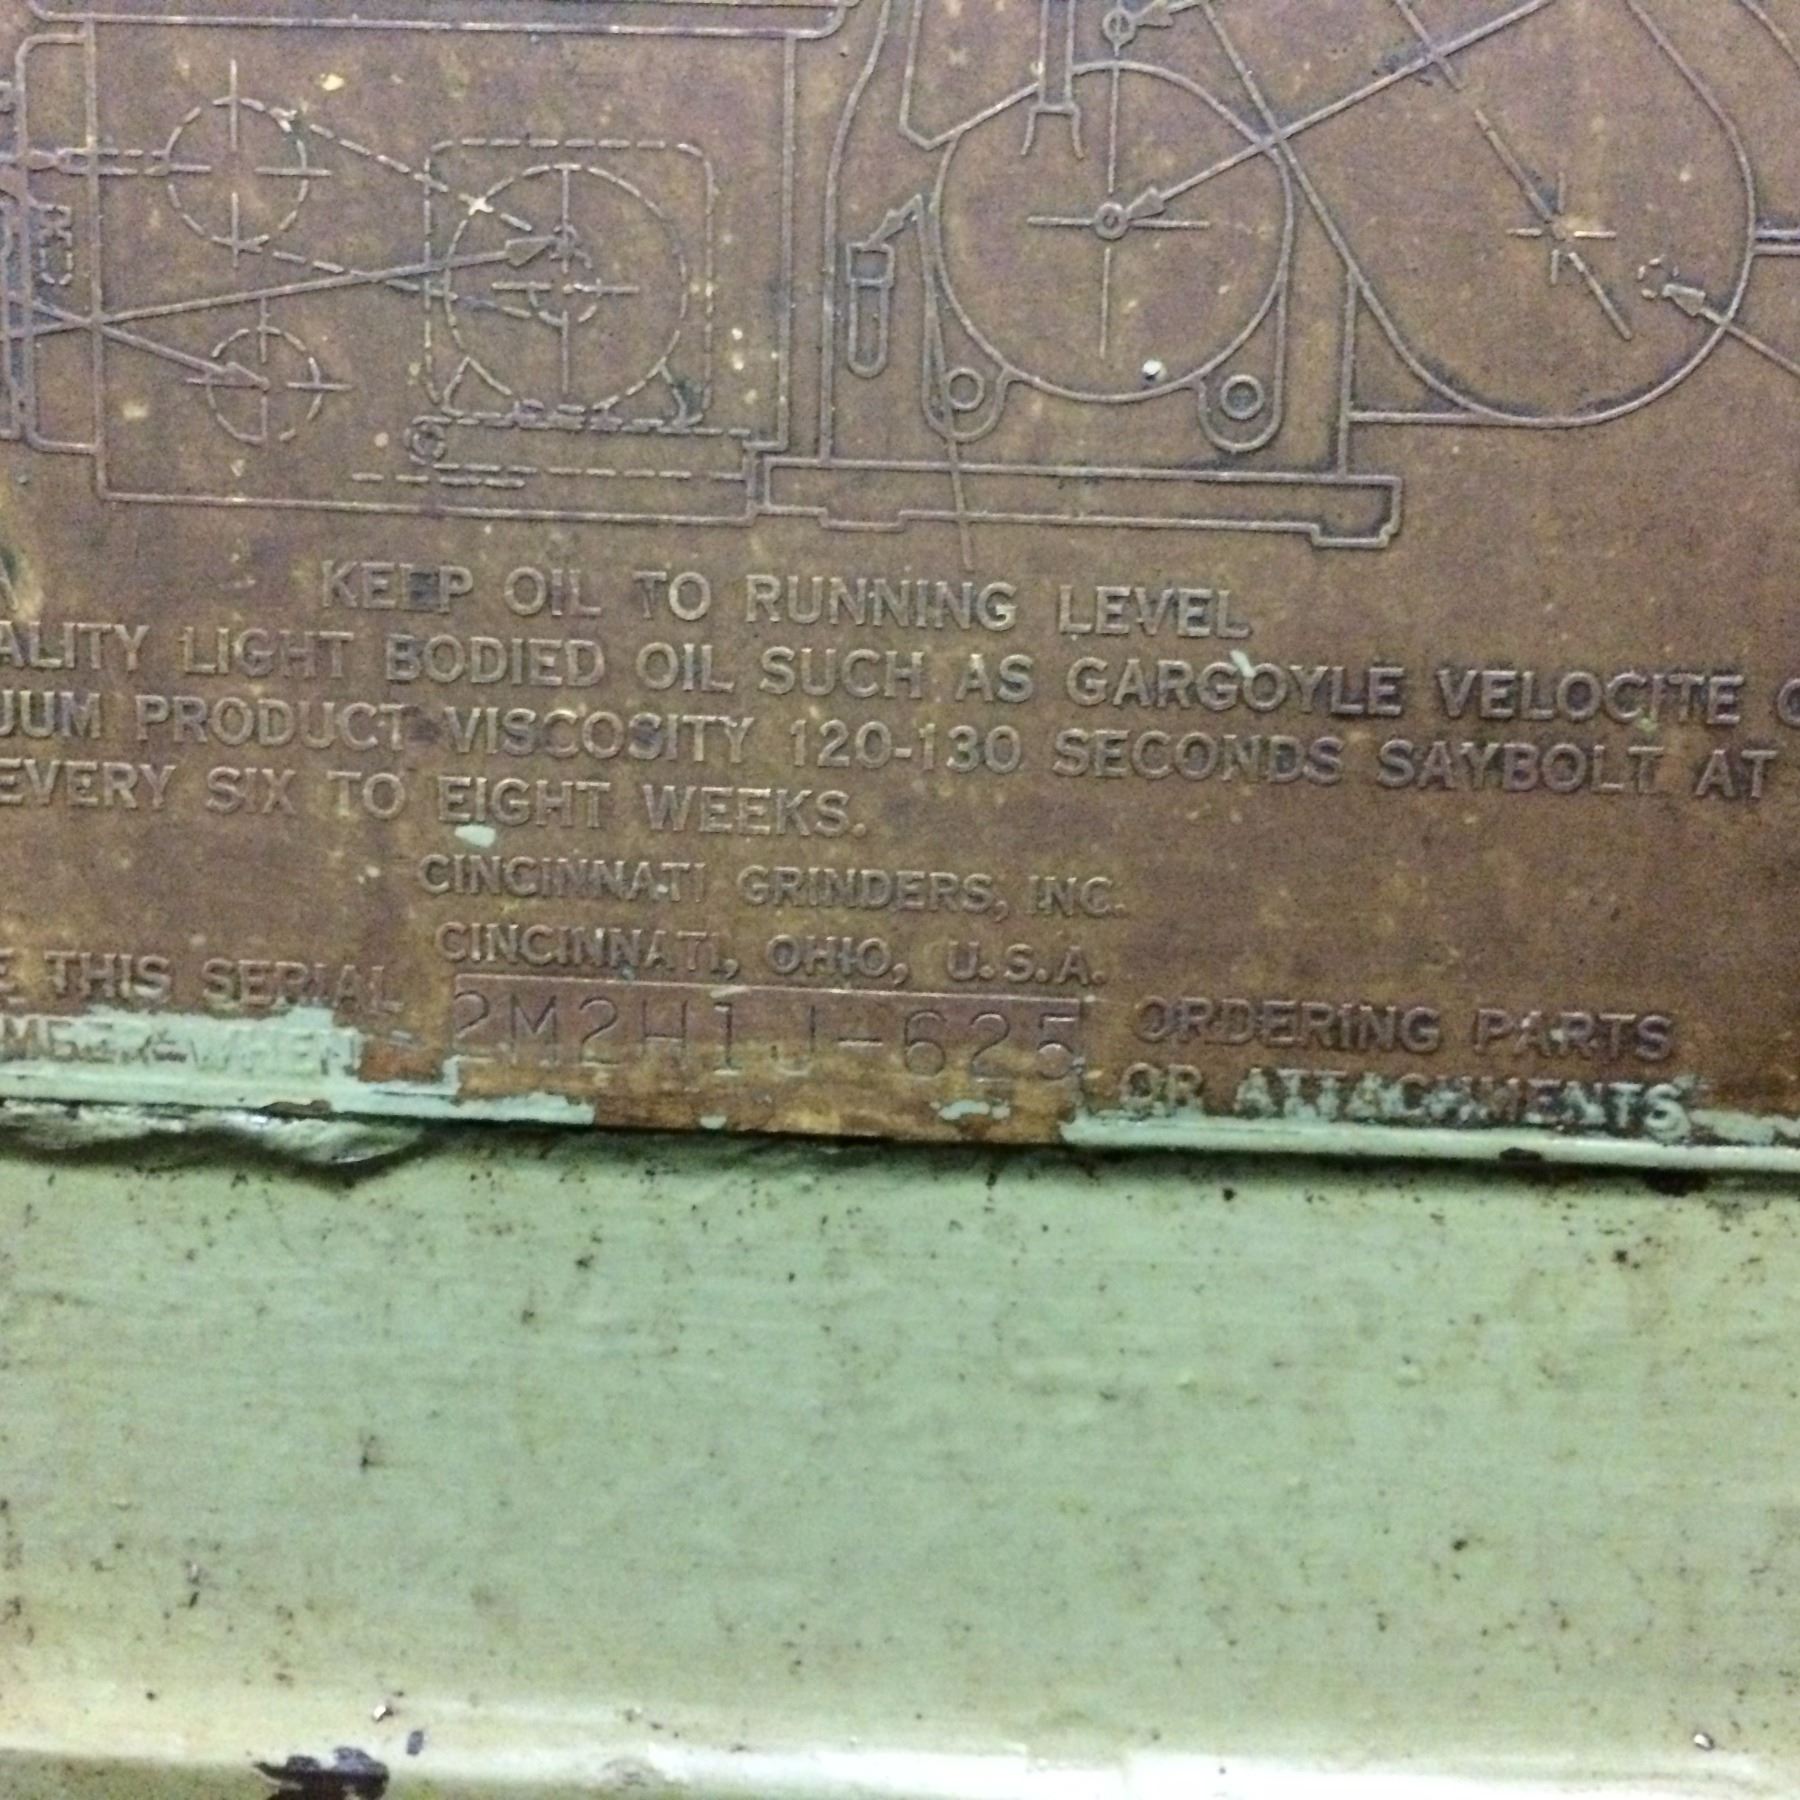 KEEP OIL TO RUNNING LEVEL
ALITY LIGHT BODIED OIL SUCH AS GARGOYLE VELOCITE
UUM PRODUCT VISCOSITY 120-130 SECONDS SAYBOLT AT
EVERY SIX TO EIGHT WEEKS.
CINCINNATI GRINDERS, INC.
CINCINNATI, OHIO, U.S.A.
E THIS SERIAL 2M2H1J-625 ORDERING PARTS
WHEN OR ATTACHMENTS